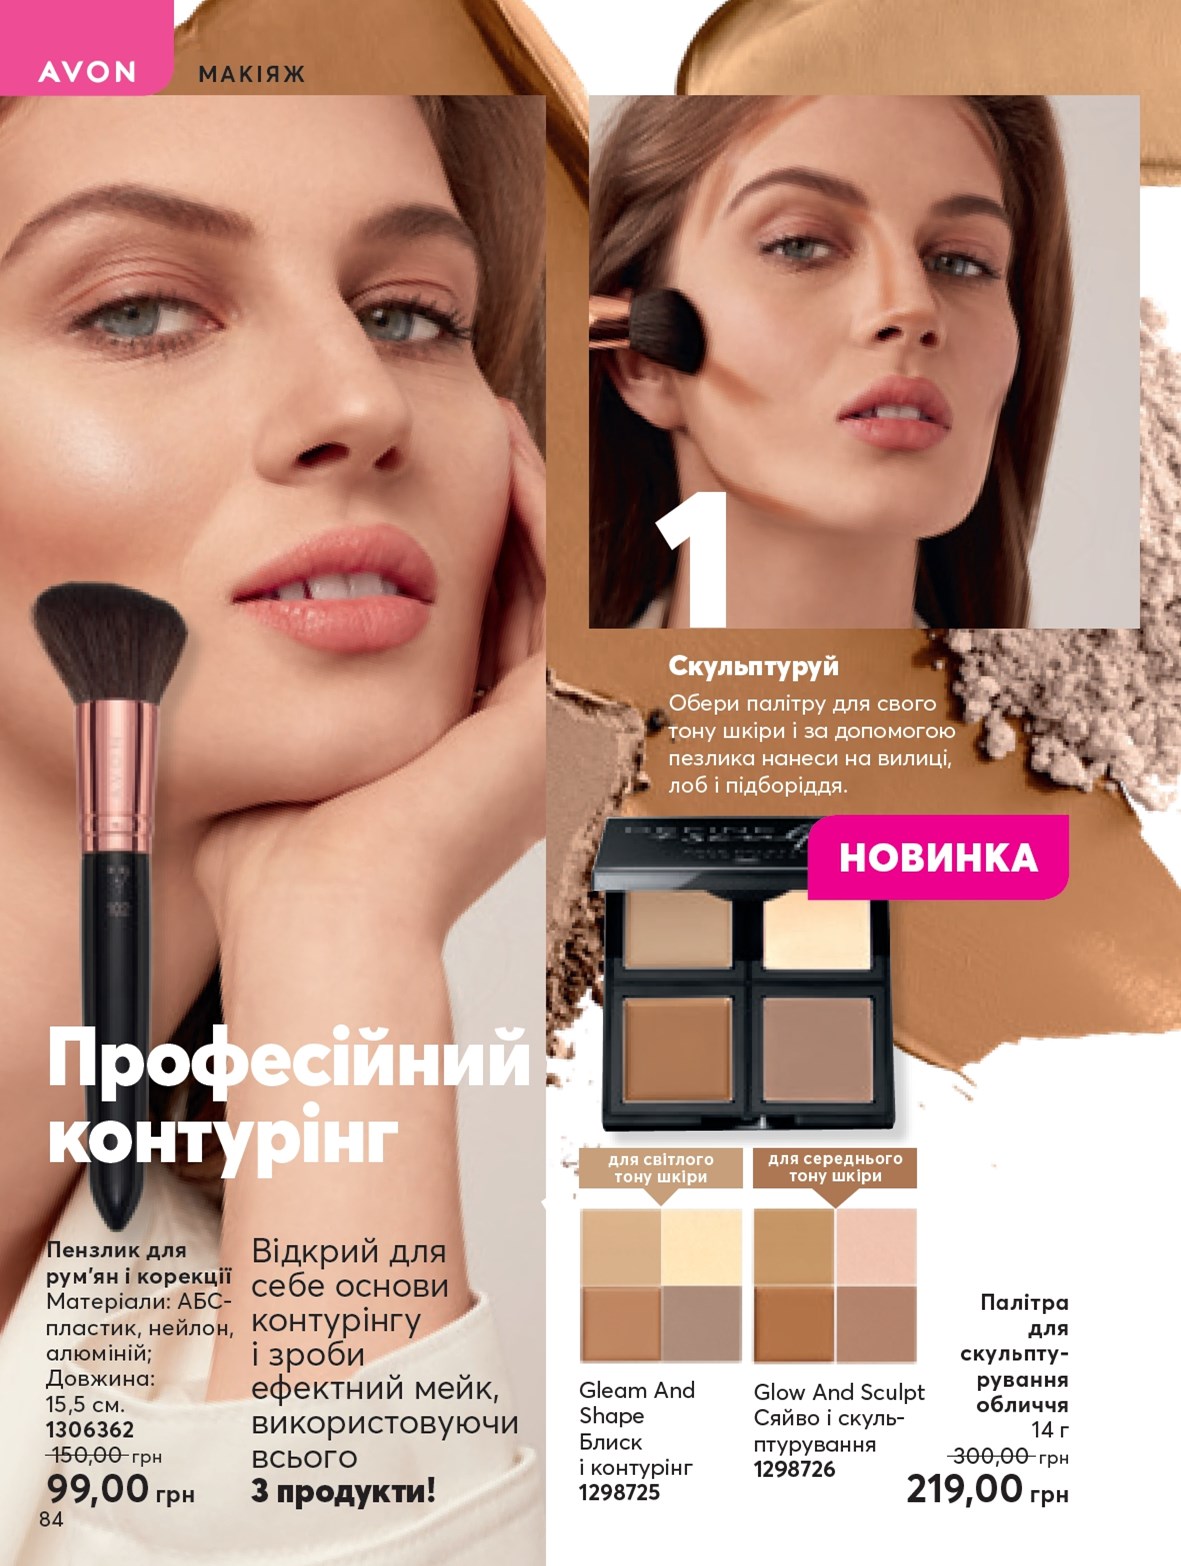 AVON
МАКІЯЖ
1
Скульптуруй
Обери палітру для свого
тону шкіри і за допомогою
пезлика нанеси на вилиці,
лоб і підборіддя.
НОВИНКА
102
Професійний
контурінг
Пензлик для
рум’ян і корекції
Матеріали: АБС-
пластик, нейлон,
алюміній;
Довжина:
15,5 см.
1306362
150,00 грн
99,00 грн
Відкрий для
себе основи
контурінгу
і зроби
ефектний мейк,
використовуючи
всього
3 продукти!
для світлого
тону шкіри
для середнього
тону шкіри
Gleam And
Shape
Блиск
і контурінг
1298725
Glow And Sculpt
Сяйво і скуль-
птурування
1298726
Палітра
для
скульпту-
рування
обличчя
14 г
300,00 грн
219,00 грн
84